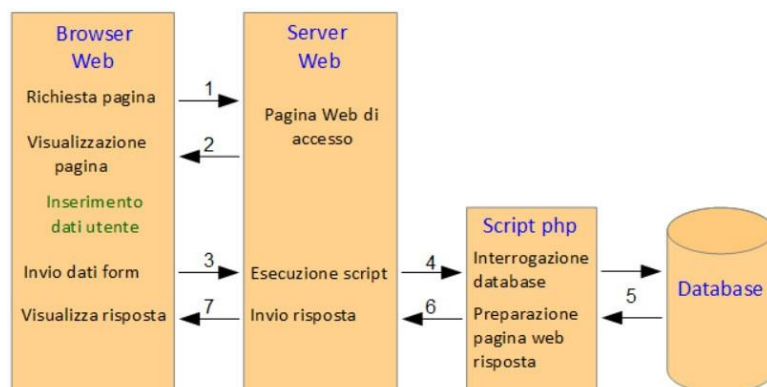 Browser
Web
Richiesta pagina
Visualizzazione
pagina
Inserimento
dati utente
Invio dati form
Visualizza risposta
1
2
3
7
Server
Web
Pagina Web di
accesso
Esecuzione script
Invio risposta
4
6
Script php
Interrogazione
database
Preparazione
pagina web
risposta
5
Database